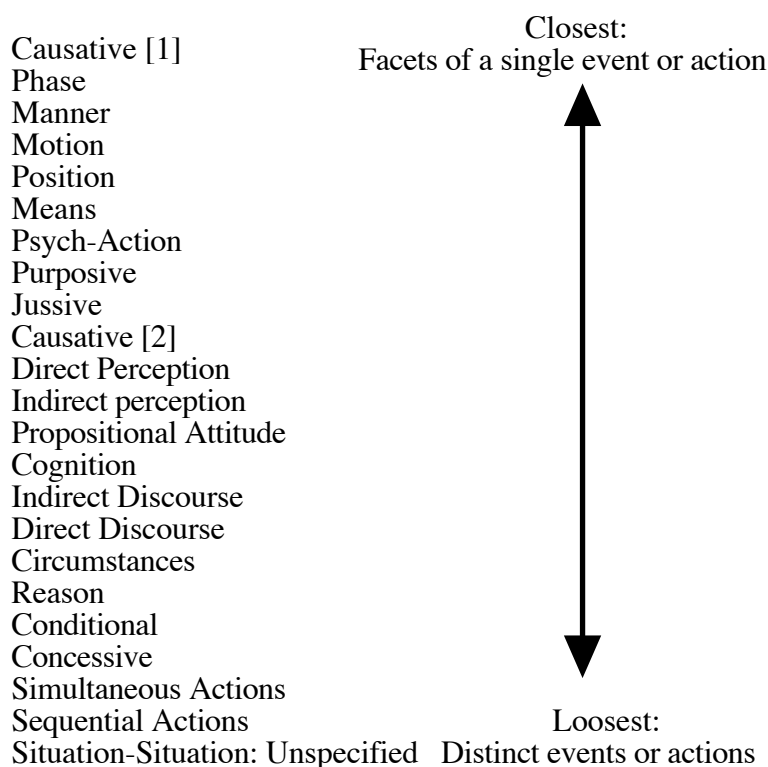 Closest:
Facets of a single event or action
Causative [1]
Phase
Manner
Motion
Position
Means
Psych-Action
Purposive
Jussive
Causative [2]
Direct Perception
Indirect perception
Propositional Attitude
Cognition
Indirect Discourse
Direct Discourse
Circumstances
Reason
Conditional
Concessive
Simultaneous Actions
Sequential Actions
Situation-Situation: Unspecified
Loosest:
Distinct events or actions